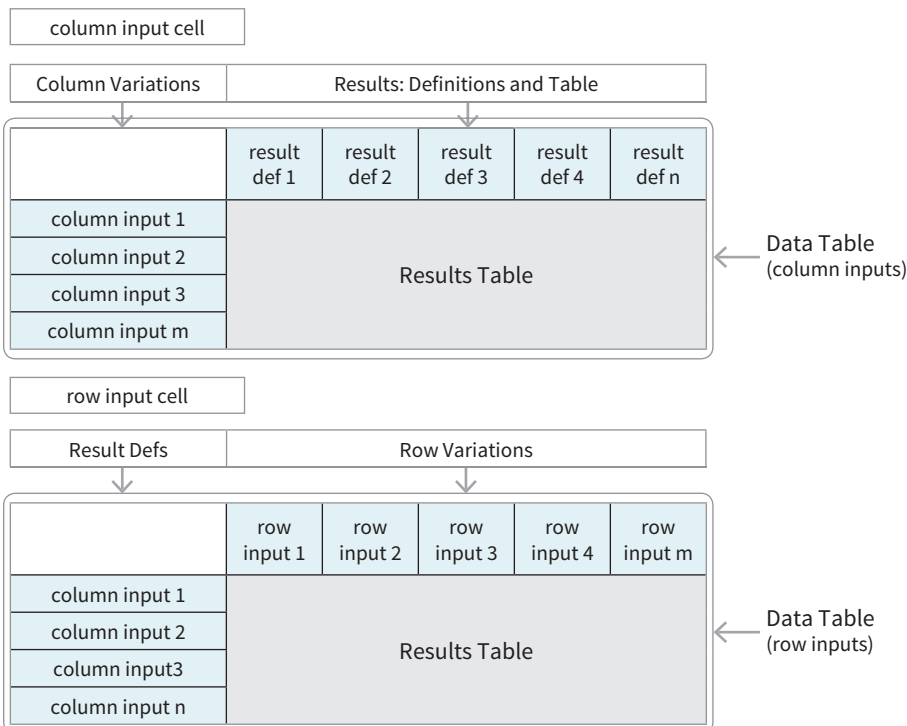 column input cell
Column Variations
Results: Definitions and Table
result
def 1
result
def 2
result
def 3
result
def 4
result
def n
column input 1
column input 2
column input 3
column input m
Results Table
Data Table
(column inputs)
row input cell
Result Defs
Row Variations
row
input 1
row
input 2
row
input 3
row
input 4
row
input m
column input 1
column input 2
column input3
column input n
Results Table
Data Table
(row inputs)